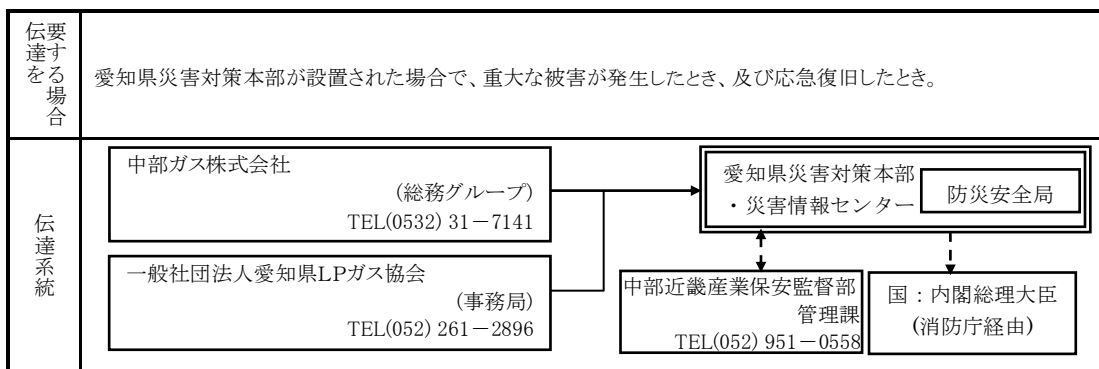 伝達を要する場合
愛知県災害対策本部が設置された場合で、重大な被害が発生したとき、及び応急復旧したとき。
伝達系統
中部ガス株式会社
(総務グループ)
TEL(0532) 31－7141
一般社団法人愛知県LPガス協会
(事務局)
TEL(052) 261－2896
愛知県災害対策本部
・災害情報センター
防災安全局
中部近畿産業保安監督部
管理課
TEL(052) 951－0558
国：内閣総理大臣
(消防庁経由)